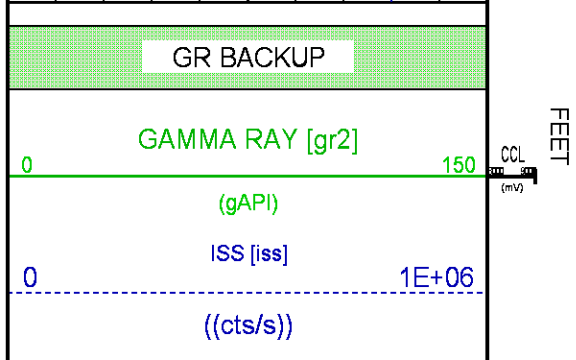 GR BACKUP
GAMMA RAY [gr2]
0 150
(gAPI)
CCL
(mV)
FEET
ISS [iss]
0 1E+06
((cts/s))